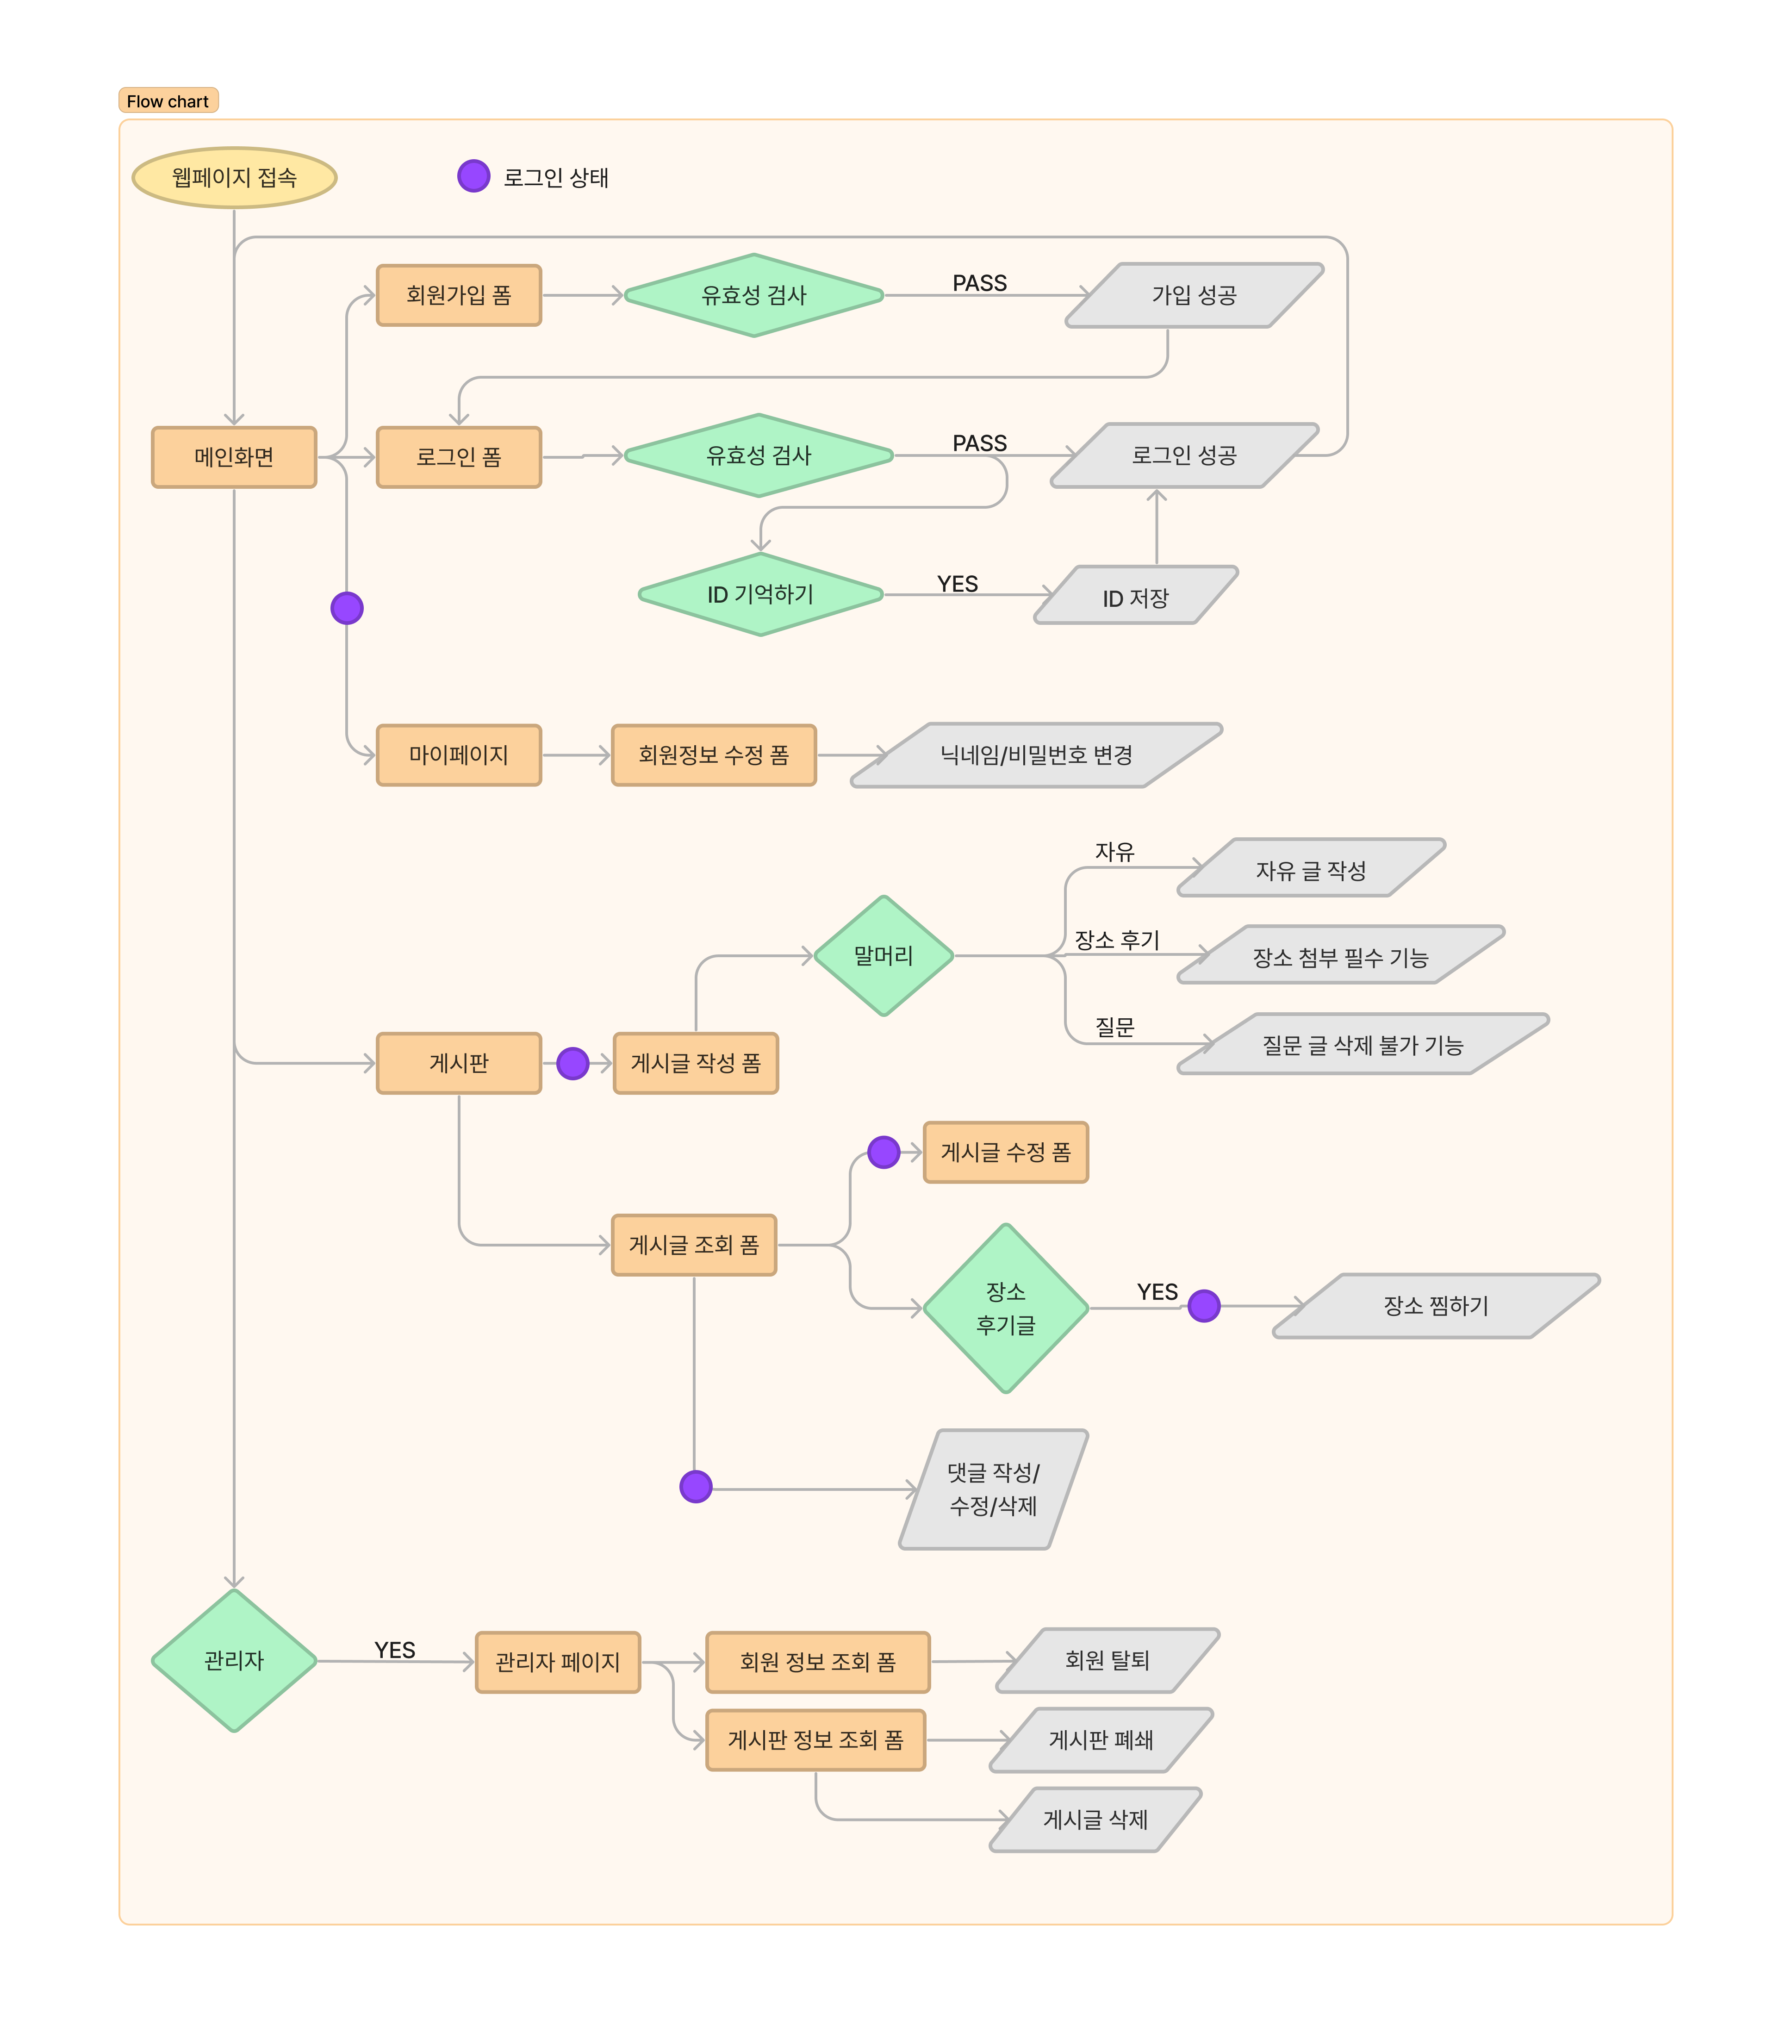 Flow chart
웹페이지 접속
로그인 상태
회원가입 폼
유효성 검사
PASS
가입 성공
메인화면
로그인 폼
유효성 검사
PASS
로그인 성공
ID 기억하기
YES
ID 저장
마이페이지
회원정보 수정 폼
닉네임/비밀번호 변경
말머리
자유
자유 글 작성
장소 후기
장소 첨부 필수 기능
질문
질문 글 삭제 불가 기능
게시판
게시글 작성 폼
게시글 수정 폼
게시글 조회 폼
장소
후기글
YES
장소 찜하기
댓글 작성/
수정/삭제
관리자
YES
관리자 페이지
회원 정보 조회 폼
회원 탈퇴
게시판 정보 조회 폼
게시판 폐쇄
게시글 삭제